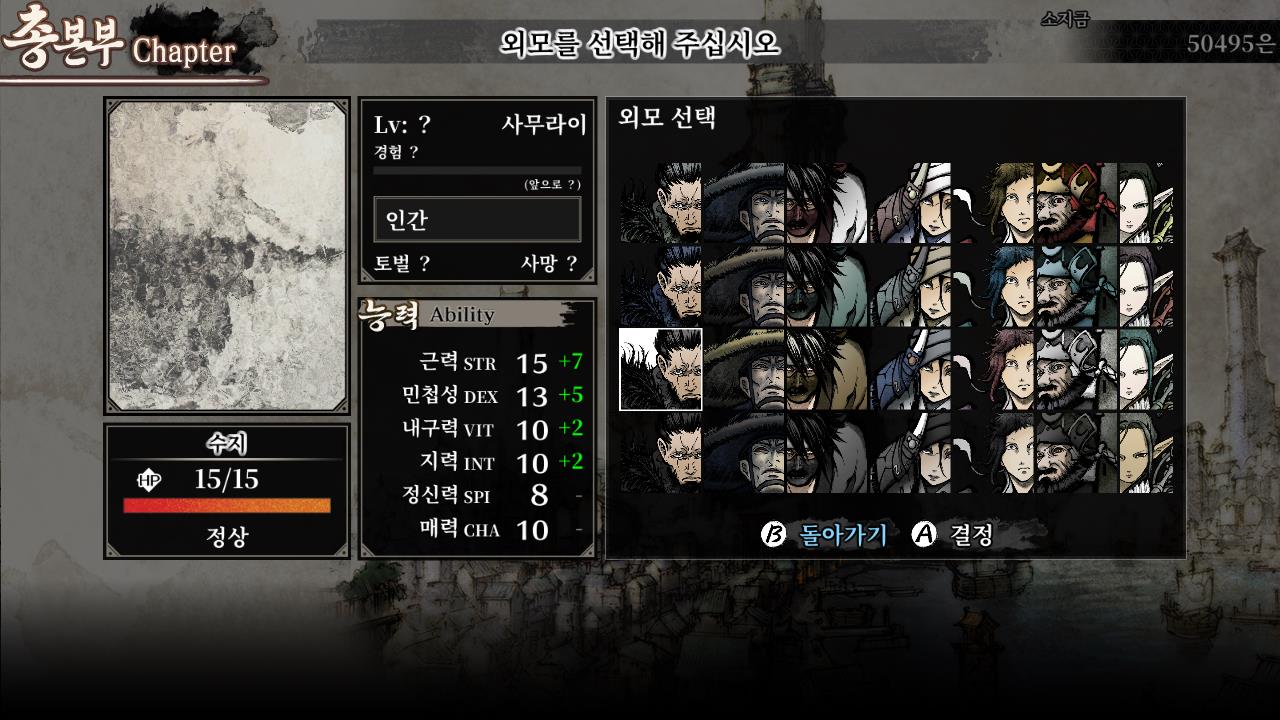 총본부 Chapter
외모를 선택해 주십시오
소지금
50495은
Lv: ? 사무라이
경험 ?
(앞으로 ?)
인간
토벌 ? 사망 ?
능력 Ability
근력 STR 15 +7
민첩성 DEX 13 +5
내구력 VIT 10 +2
지력 INT 10 +2
정신력 SPI 8 -
매력 CHA 10 -
수지
HP 15/15
정상
외모 선택
B 돌아가기 A 결정